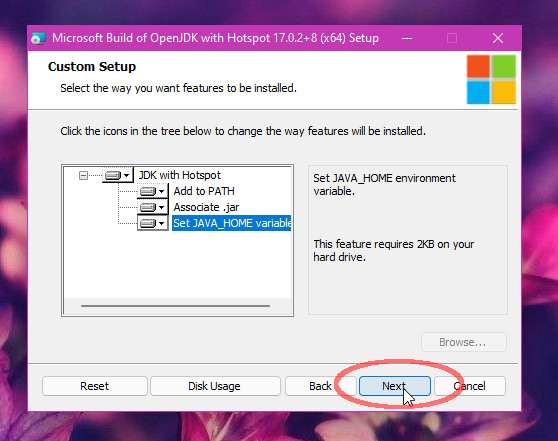 Microsoft Build of OpenJDK with Hotspot 17.0.2+8 (x64) Setup
Custom Setup
Select the way you want features to be installed.
Click the icons in the tree below to change the way features will be installed.
JDK with Hotspot
Add to PATH
Associate .jar
Set JAVA_HOME variable
Set JAVA_HOME environment
variable.
This feature requires 2KB on your
hard drive.
Browse...
Reset
Disk Usage
Back
Next
Cancel